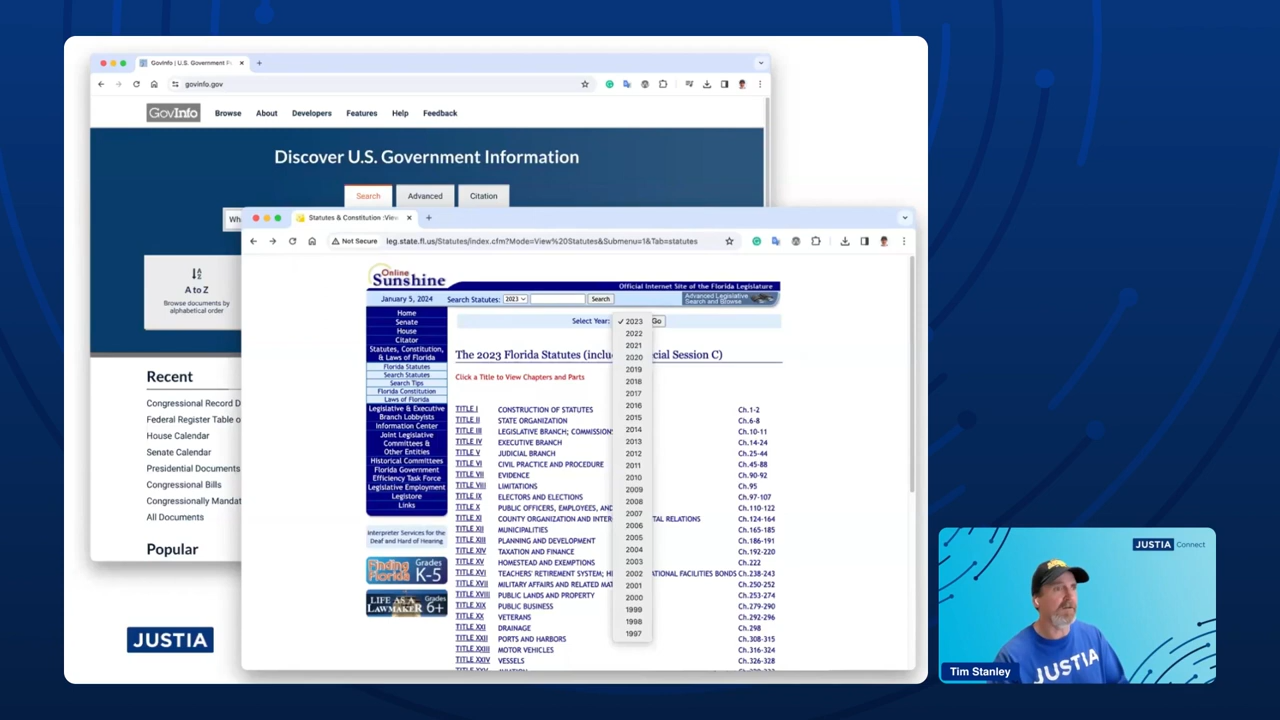 GovInfo | U.S. Government F
govinfo.gov
GovInfo Browse About Developers Features Help Feedback
Discover U.S. Government Information
Search Advanced Citation
Wh
A to Z
Browse documents by
alphabetical order
Recent
Congressional Record D
Federal Register Table o
House Calendar
Senate Calendar
Presidential Documents
Congressional Bills
Congressionally Mandat
All Documents
Popular
JUSTIA
Statutes & Constitution :View
Not Secure leg.state.fl.us/Statutes/index.cfm?Mode=View%20Statutes&Submenu=1&Tab=statutes
Online
Sunshine
Official Internet Site of the Florida Legislature
January 5, 2024 Search Statutes: 2023 Search
Advanced Legislative
Search and Browse
Home
Senate
House
Citator
Statutes, Constitution,
& Laws of Florida
Florida Statutes
Search Statutes
Search Tips
Florida Constitution
Laws of Florida
Legislative & Executive
Branch Lobbyists
Information Center
Joint Legislative
Committees &
Other Entities
Historical Committees
Florida Government
Efficiency Task Force
Legislative Employment
Legistore
Links
Interpreter Services for the
Deaf and Hard of Hearing
Finding
Florida
Grades
K-5
LIFE AS A
LAWMAKER
Grades
6+
Select Year: ✓ 2023 Go
2022
2021
2020
2019
2018
2017
2016
2015
2014
2013
2012
2011
2010
2009
2008
2007
2006
2005
2004
2003
2002
2001
2000
1999
1998
1997
The 2023 Florida Statutes (inclu cial Session C)
Click a Title to View Chapters and Parts
TITLE I CONSTRUCTION OF STATUTES Ch.1-2
TITLE II STATE ORGANIZATION Ch.6-8
TITLE III LEGISLATIVE BRANCH; COMMISSION Ch.10-11
TITLE IV EXECUTIVE BRANCH Ch.14-24
TITLE V JUDICIAL BRANCH Ch.25-44
TITLE VI CIVIL PRACTICE AND PROCEDURE Ch.45-88
TITLE VII EVIDENCE Ch.90-92
TITLE VIII LIMITATIONS Ch.95
TITLE IX ELECTORS AND ELECTIONS Ch.97-107
TITLE X PUBLIC OFFICERS, EMPLOYEES, AND Ch.110-122
TITLE XI COUNTY ORGANIZATION AND INTER TAL RELATIONS Ch.124-164
TITLE XII MUNICIPALITIES Ch.165-185
TITLE XIII PLANNING AND DEVELOPMENT Ch.186-191
TITLE XIV TAXATION AND FINANCE Ch.192-220
TITLE XV HOMESTEAD AND EXEMPTIONS Ch.222
TITLE XVI TEACHERS' RETIREMENT SYSTEM; HI ATIONAL FACILITIES BONDS Ch.238-243
TITLE XVII MILITARY AFFAIRS AND RELATED MAT Ch.250-252
TITLE XVIII PUBLIC LANDS AND PROPERTY Ch.253-274
TITLE XIX PUBLIC BUSINESS Ch.279-290
TITLE XX VETERANS Ch.292-296
TITLE XXI DRAINAGE Ch.298
TITLE XXII PORTS AND HARBORS Ch.308-315
TITLE XXIII MOTOR VEHICLES Ch.316-324
TITLE XXIV VESSELS Ch.326-328
JUSTIA Connect
JUSTIA
Tim Stanley